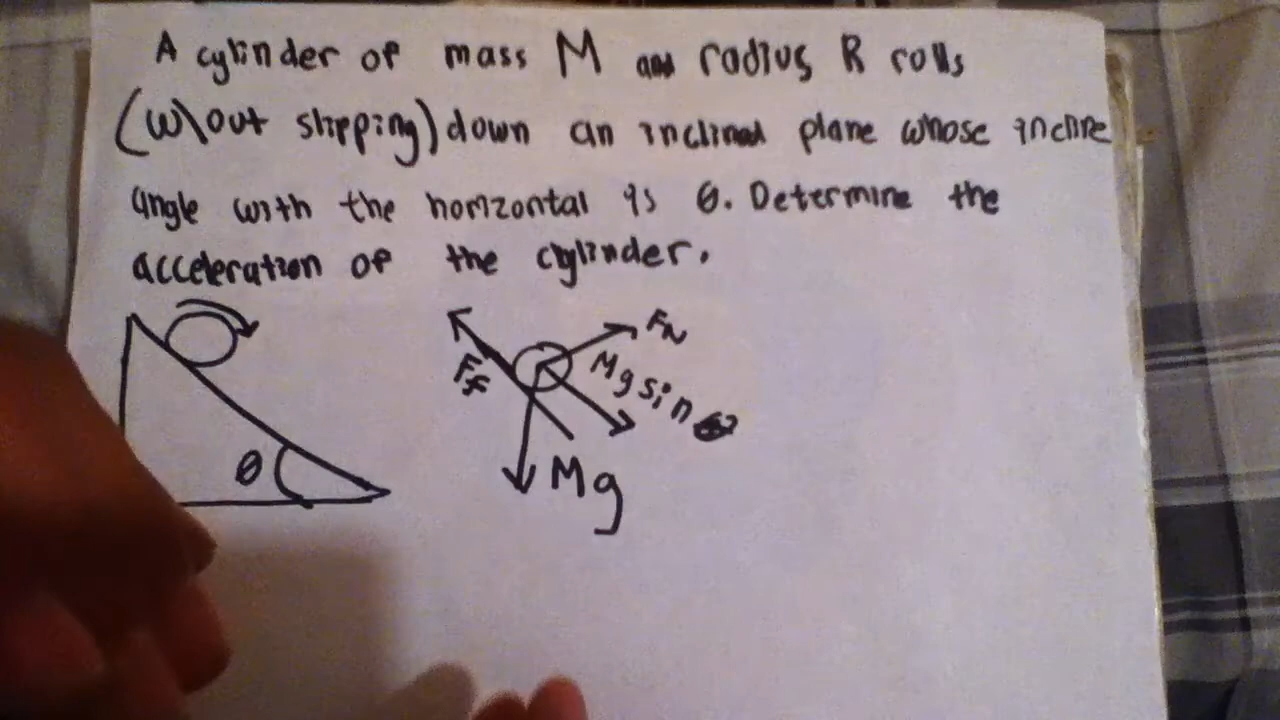 A cylinder of mass M and radius R rolls
(w\out slipping) down an inclined plane whose incline
angle with the horizontal is θ. Determine the
acceleration of the cylinder.
θ
Ff
FN
Mg sin θ
Mg